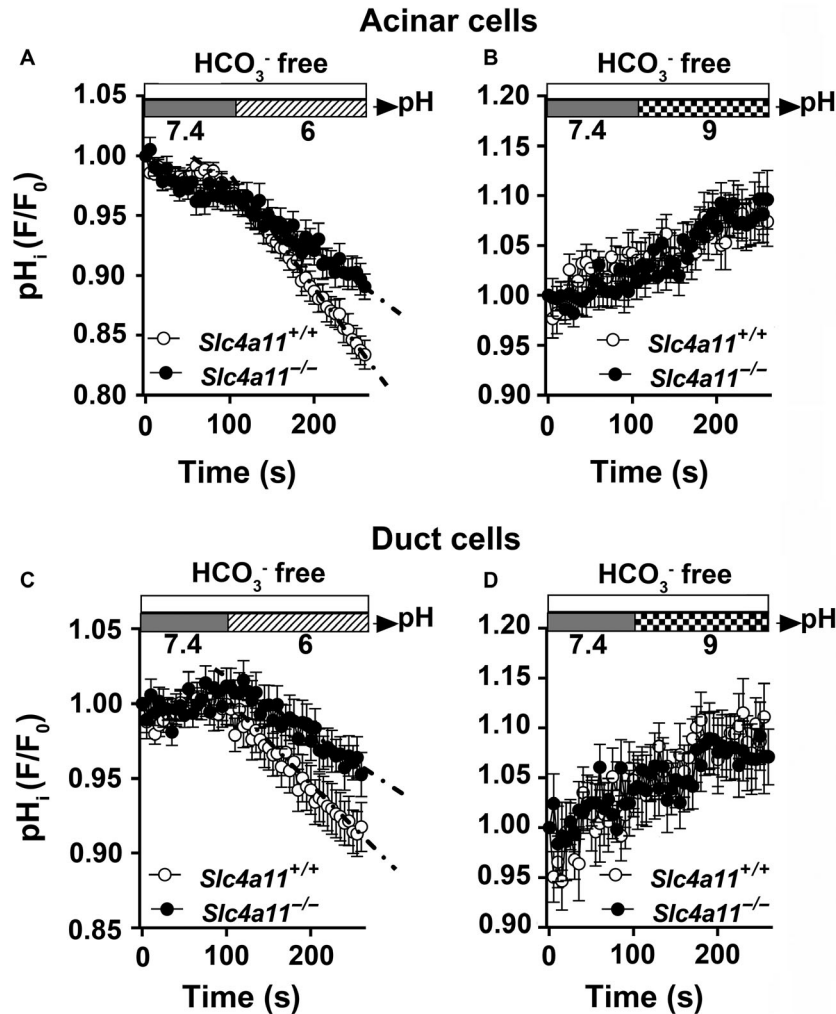 Acinar cells
A
HCO₃⁻ free
pH
7.4 6
1.05
1.00
0.95
0.90
0.85
0.80
pHᵢ (F/F₀)
Slc4a11⁺/⁺
Slc4a11⁻/⁻
0 100 200
Time (s)
B
HCO₃⁻ free
pH
7.4 9
1.20
1.15
1.10
1.05
1.00
0.95
0.90
Slc4a11⁺/⁺
Slc4a11⁻/⁻
0 100 200
Time (s)
Duct cells
C
HCO₃⁻ free
pH
7.4 6
1.05
1.00
0.95
0.90
0.85
pHᵢ (F/F₀)
Slc4a11⁺/⁺
Slc4a11⁻/⁻
0 100 200
Time (s)
D
HCO₃⁻ free
pH
7.4 9
1.20
1.15
1.10
1.05
1.00
0.95
0.90
Slc4a11⁺/⁺
Slc4a11⁻/⁻
0 100 200
Time (s)